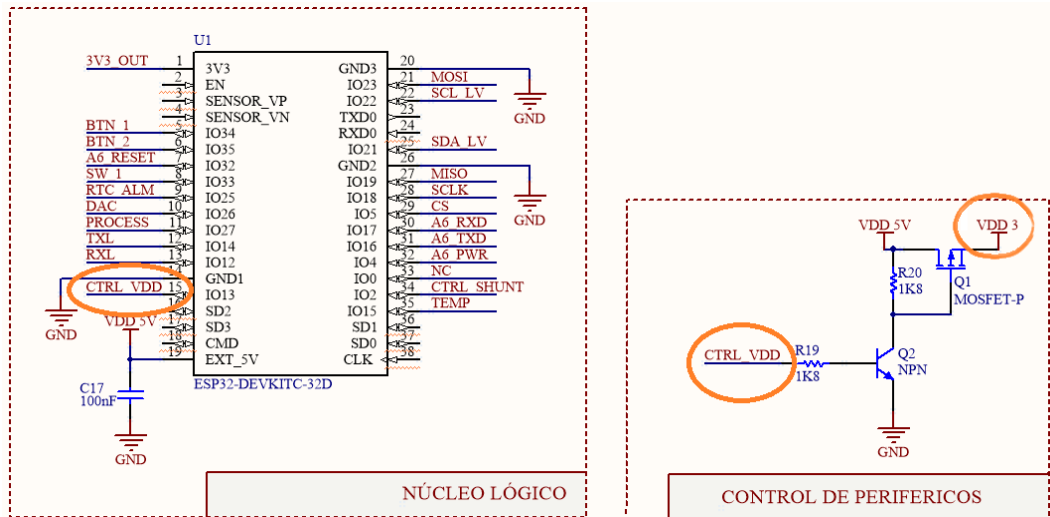 U1
3V3_OUT 1 3V3 GND3 20
2 EN IO23 21 MOSI
3 SENSOR_VP IO22 22 SCL_LV
4 SENSOR_VN TXD0 23
BTN_1 5 IO34 RXD0 24
BTN_2 6 IO35 IO21 25 SDA_LV
A6_RESET 7 IO32 GND2 26
SW_1 8 IO33 IO19 27 MISO
RTC_ALM 9 IO25 IO18 28 SCLK
DAC 10 IO26 IO5 29 CS
PROCESS 11 IO27 IO17 30 A6_RXD
TXL 12 IO14 IO16 31 A6_TXD
RXL 13 IO12 IO4 32 A6_PWR
14 GND1 IO0 33 NC
CTRL_VDD 15 IO13 IO2 34 CTRL_SHUNT
16 SD2 IO15 35 TEMP
17 SD3 SD1 36
18 CMD SD0 37
19 EXT_5V CLK 38
ESP32-DEVKITC-32D
GND
GND
GND
VDD 5V
C17
100nF
GND
NÚCLEO LÓGICO
VDD 5V
VDD 3
R20
1K8
Q1
MOSFET-P
CTRL_VDD
R19
1K8
Q2
NPN
GND
CONTROL DE PERIFERICOS